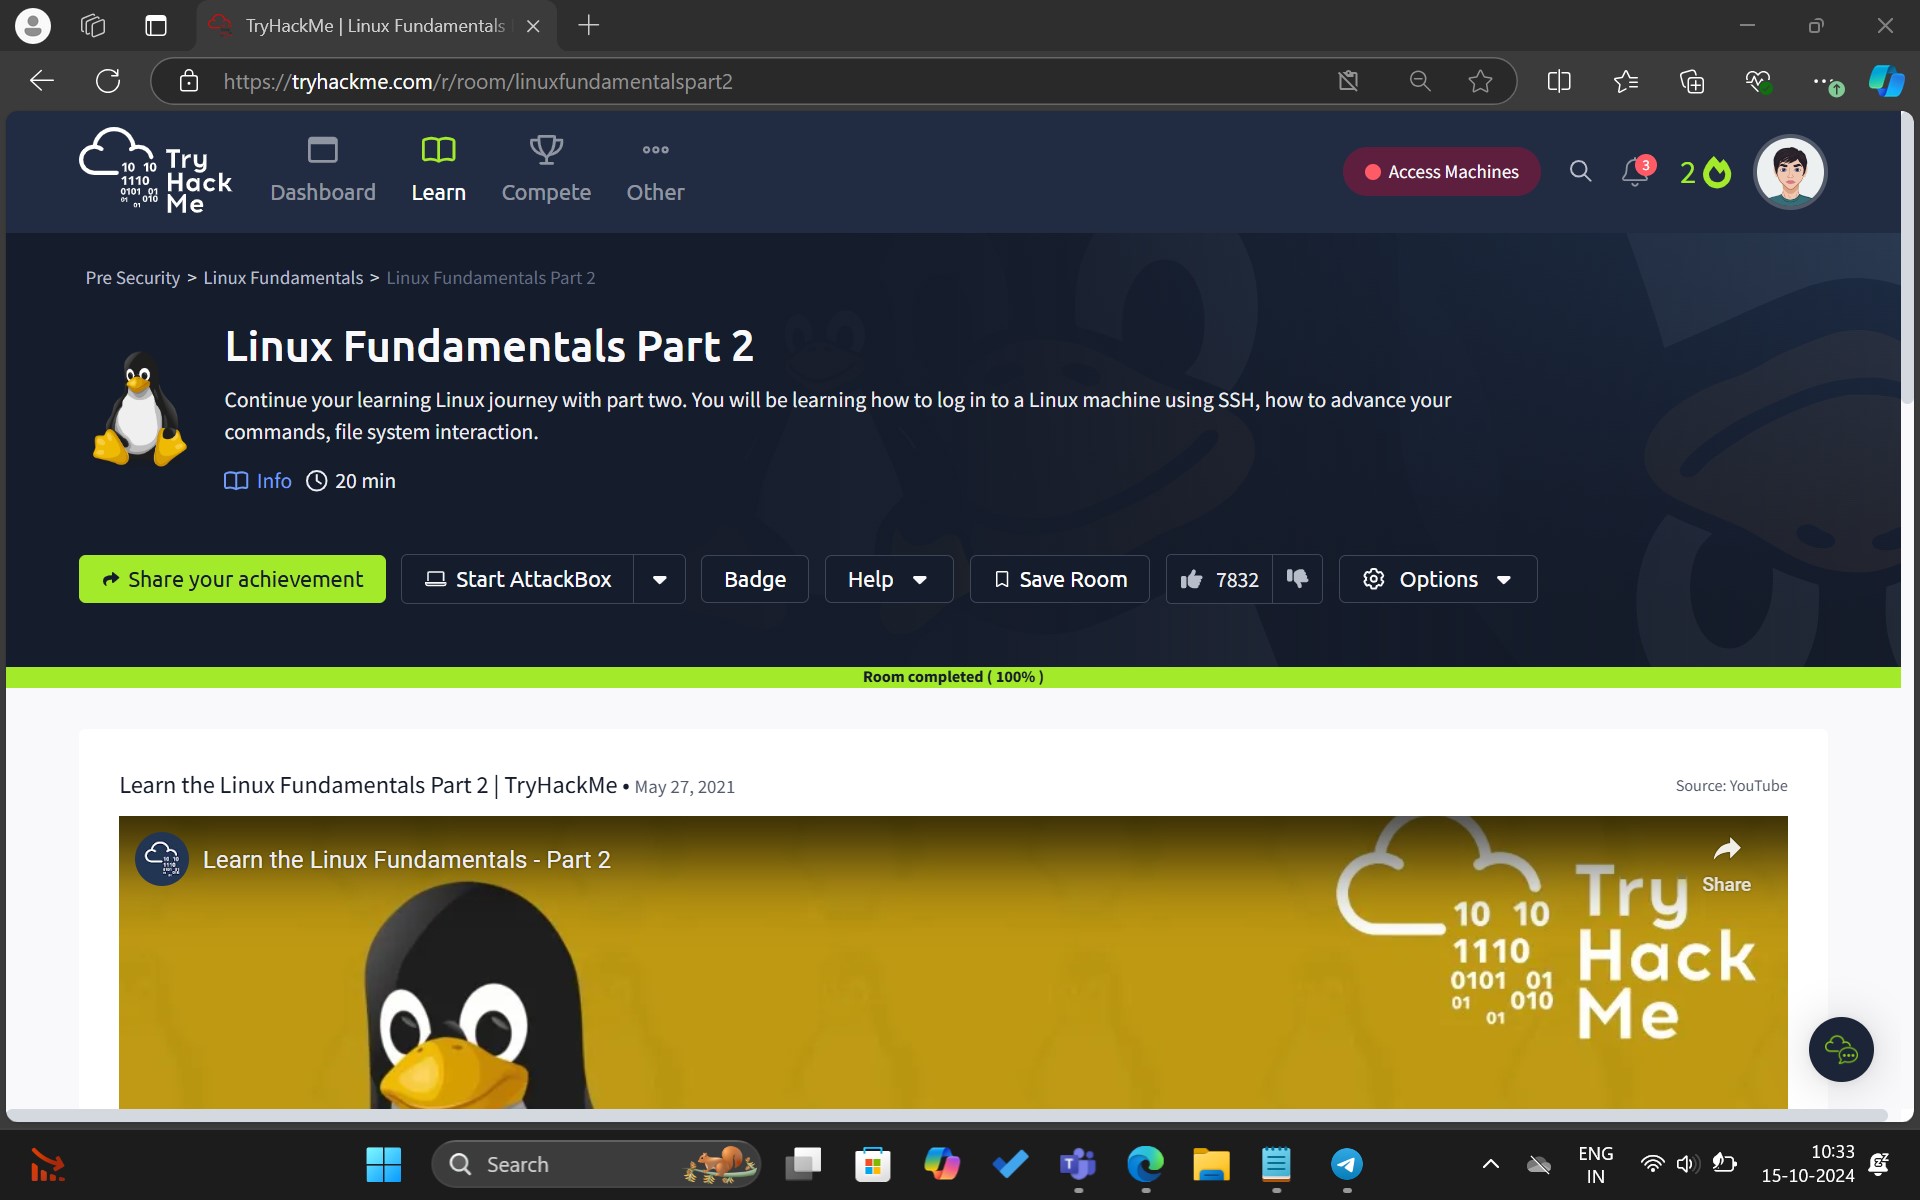 TryHackMe | Linux Fundamentals
https://tryhackme.com/r/room/linuxfundamentalspart2
10 10
1110
0101 01
01 010
01
Try
Hack
Me
Dashboard
Learn
Compete
Other
Access Machines
3
2
Pre Security > Linux Fundamentals > Linux Fundamentals Part 2
Linux Fundamentals Part 2
Continue your learning Linux journey with part two. You will be learning how to log in to a Linux machine using SSH, how to advance your
commands, file system interaction.
Info 20 min
Share your achievement
Start AttackBox
Badge
Help
Save Room
7832
Options
Room completed ( 100% )
Learn the Linux Fundamentals Part 2 | TryHackMe • May 27, 2021
Source: YouTube
Learn the Linux Fundamentals - Part 2
Share
10 10
1110
0101 01
01 010
01
Try
Hack
Me
Search
ENG
IN
10:33
15-10-2024